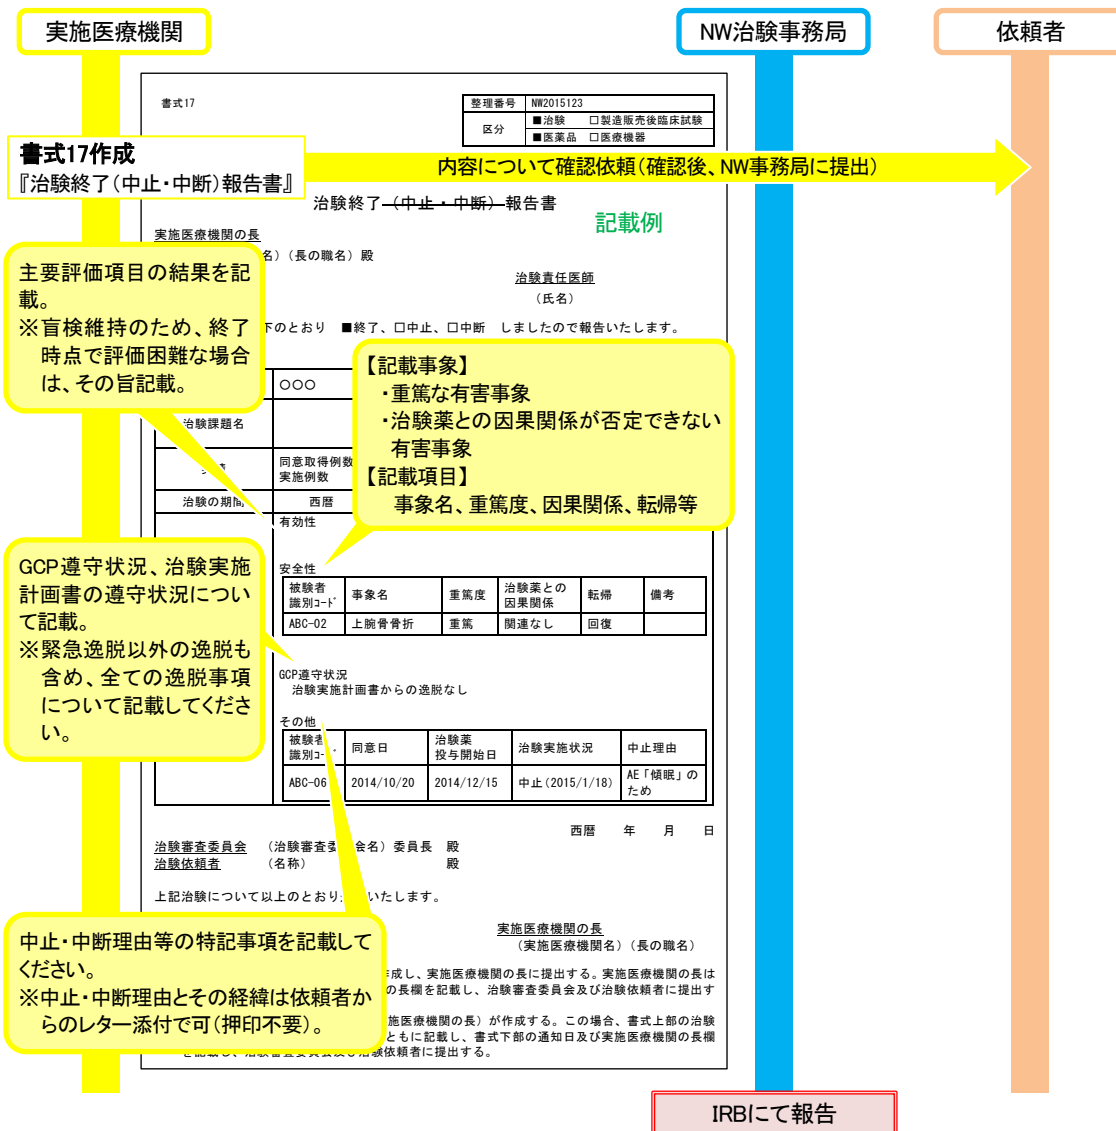 実施医療機関
NW治験事務局
依頼者
書式17
整理番号 NW2015123
区分
■治験 □製造販売後臨床試験
■医薬品 □医療機器
書式17作成
『治験終了(中止・中断)報告書』
内容について確認依頼(確認後、NW事務局に提出)
治験終了(中止・中断)報告書
記載例
実施医療機関の長
名)(長の職名)殿
治験責任医師
(氏名)
主要評価項目の結果を記
載。
※盲検維持のため、終了
時点で評価困難な場合
は、その旨記載。
下のとおり ■終了、□中止、□中断 しましたので報告いたします。
【記載事象】
・重篤な有害事象
・治験薬との因果関係が否定できない
有害事象
【記載項目】
事象名、重篤度、因果関係、転帰等
○○○
治験課題名
同意取得例数
実施例数
治験の期間 西暦
有効性
安全性
被験者
識別コード
事象名 重篤度
治験薬との
因果関係
転帰 備考
ABC-02 上腕骨骨折 重篤 関連なし 回復
GCP遵守状況、治験実施
計画書の遵守状況につい
て記載。
※緊急逸脱以外の逸脱も
含め、全ての逸脱事項
について記載してくださ
い。
GCP遵守状況
治験実施計画書からの逸脱なし
その他
被験者
識別コード
同意日
治験薬
投与開始日
治験実施状況 中止理由
ABC-06 2014/10/20 2014/12/15 中止(2015/1/18)
AE「傾眠」の
ため
西暦 年 月 日
治験審査委員会 (治験審査委 会名)委員長 殿
治験依頼者 (名称) 殿
上記治験について以上のとおり いたします。
実施医療機関の長
(実施医療機関名)(長の職名)
中止・中断理由等の特記事項を記載して
ください。
※中止・中断理由とその経緯は依頼者か
らのレター添付で可(押印不要)。
作成し、実施医療機関の長に提出する。実施医療機関の長は
の長欄を記載し、治験審査委員会及び治験依頼者に提出す
施医療機関の長)が作成する。この場合、書式上部の治験
ともに記載し、書式下部の通知日及び実施医療機関の長欄
を記載し、治験審査委員会及び治験依頼者に提出する。
IRBにて報告